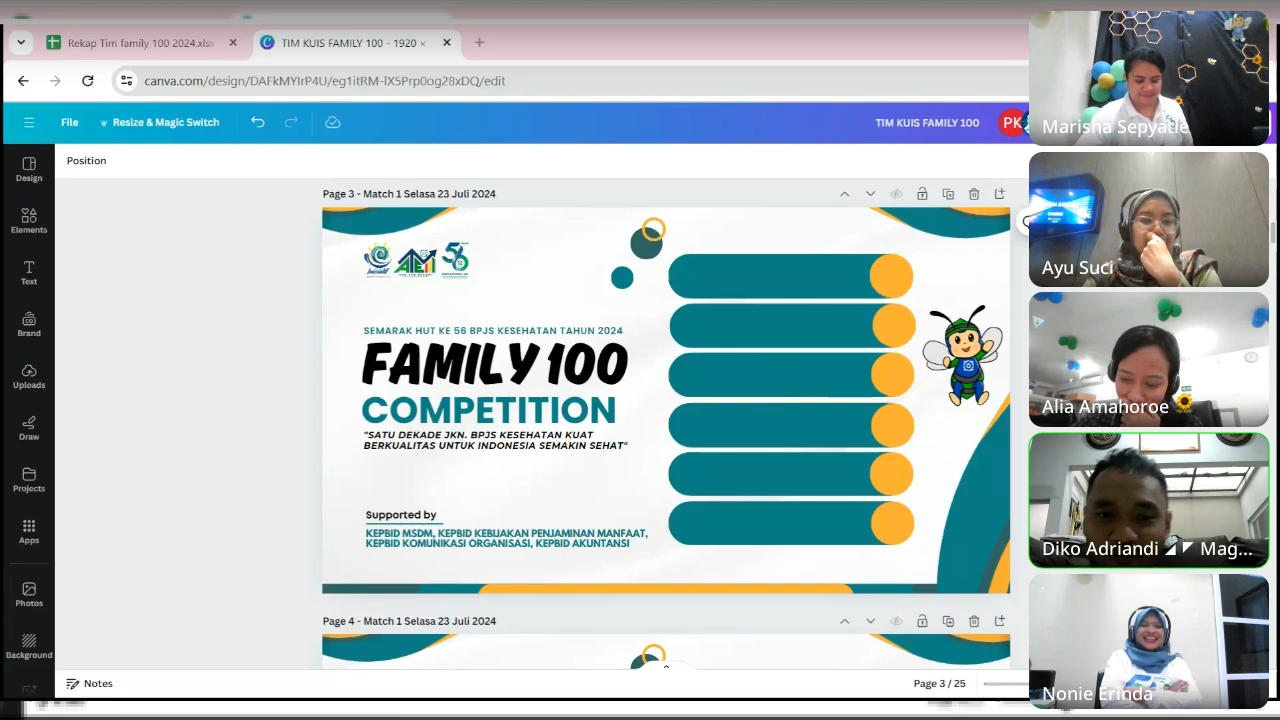 Rekap Tim family 100 2024.xls
TIM KUIS FAMILY 100 - 1920 ×
canva.com/design/DAFkMYIrP4U/eg1itRM-lX5Prp0og28xDQ/edit
File
Resize & Magic Switch
TIM KUIS FAMILY 100
PK
Position
Design
Elements
Text
Brand
Uploads
Draw
Projects
Apps
Photos
Background
Page 3 - Match 1 Selasa 23 Juli 2024
SEMARAK HUT KE 56 BPJS KESEHATAN TAHUN 2024
FAMILY 100
COMPETITION
"SATU DEKADE JKN. BPJS KESEHATAN KUAT
BERKUALITAS UNTUK INDONESIA SEMAKIN SEHAT"
Supported by
KEPBID MSDM, KEPBID KEBIJAKAN PENJAMINAN MANFAAT,
KEPBID KOMUNIKASI ORGANISASI, KEPBID AKUNTANSI
Page 4 - Match 1 Selasa 23 Juli 2024
Notes
Page 3 / 25
Marisha Sepyatie
Ayu Suci
Alia Amahoroe
Diko Adriandi ◢ ◤ Mag...
Nonie Erinda